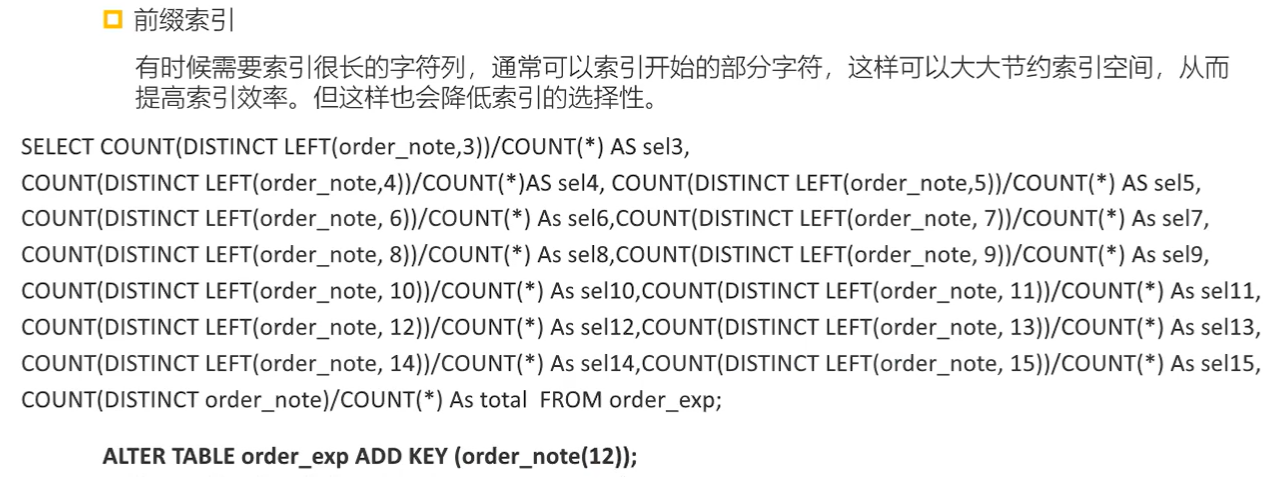 前缀索引
有时候需要索引很长的字符列，通常可以索引开始的部分字符，这样可以大大节约索引空间，从而
提高索引效率。但这样也会降低索引的选择性。
SELECT COUNT(DISTINCT LEFT(order_note,3))/COUNT(*) AS sel3,
COUNT(DISTINCT LEFT(order_note,4))/COUNT(*)AS sel4, COUNT(DISTINCT LEFT(order_note,5))/COUNT(*) AS sel5,
COUNT(DISTINCT LEFT(order_note, 6))/COUNT(*) As sel6,COUNT(DISTINCT LEFT(order_note, 7))/COUNT(*) As sel7,
COUNT(DISTINCT LEFT(order_note, 8))/COUNT(*) As sel8,COUNT(DISTINCT LEFT(order_note, 9))/COUNT(*) As sel9,
COUNT(DISTINCT LEFT(order_note, 10))/COUNT(*) As sel10,COUNT(DISTINCT LEFT(order_note, 11))/COUNT(*) As sel11,
COUNT(DISTINCT LEFT(order_note, 12))/COUNT(*) As sel12,COUNT(DISTINCT LEFT(order_note, 13))/COUNT(*) As sel13,
COUNT(DISTINCT LEFT(order_note, 14))/COUNT(*) As sel14,COUNT(DISTINCT LEFT(order_note, 15))/COUNT(*) As sel15,
COUNT(DISTINCT order_note)/COUNT(*) As total  FROM order_exp;
ALTER TABLE order_exp ADD KEY (order_note(12));